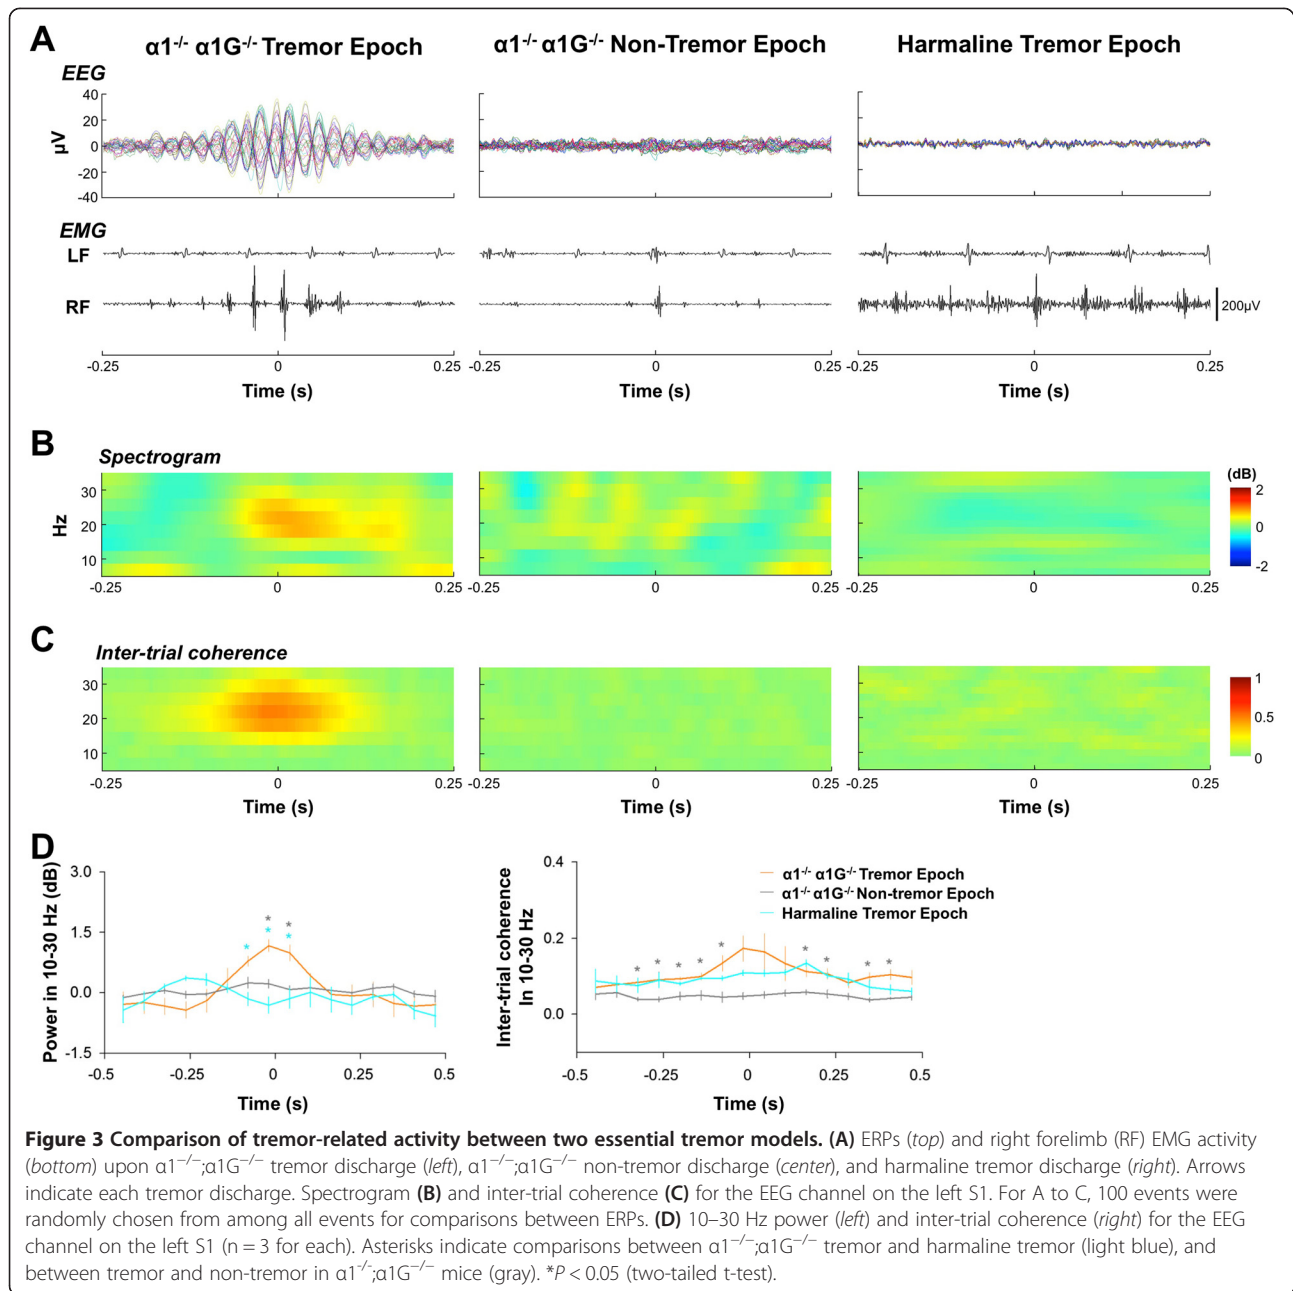 A
α1-/- α1G-/- Tremor Epoch
α1-/- α1G-/- Non-Tremor Epoch
Harmaline Tremor Epoch
EEG
µV
40
20
0
-20
-40
EMG
LF
RF
200µV
-0.25 0 0.25
-0.25 0 0.25
-0.25 0 0.25
Time (s)
Time (s)
Time (s)
B
Spectrogram
Hz
30
20
10
-0.25 0 0.25
-0.25 0 0.25
-0.25 0 0.25
(dB)
2
0
-2
C
Inter-trial coherence
30
20
10
-0.25 0 0.25
-0.25 0 0.25
-0.25 0 0.25
Time (s)
Time (s)
Time (s)
1
0.5
0
D
Power in 10-30 Hz (dB)
3.0
1.5
0.0
-1.5
* *
* * *
-0.5 -0.25 0 0.25 0.5
Time (s)
Inter-trial coherence
In 10-30 Hz
0.4
0.2
0.0
* * * * * * * * *
-0.5 -0.25 0 0.25 0.5
Time (s)
α1-/- α1G-/- Tremor Epoch
α1-/- α1G-/- Non-tremor Epoch
Harmaline Tremor Epoch
Figure 3 Comparison of tremor-related activity between two essential tremor models. (A) ERPs (top) and right forelimb (RF) EMG activity
(bottom) upon α1−/−;α1G−/− tremor discharge (left), α1−/−;α1G−/− non-tremor discharge (center), and harmaline tremor discharge (right). Arrows
indicate each tremor discharge. Spectrogram (B) and inter-trial coherence (C) for the EEG channel on the left S1. For A to C, 100 events were
randomly chosen from among all events for comparisons between ERPs. (D) 10–30 Hz power (left) and inter-trial coherence (right) for the EEG
channel on the left S1 (n = 3 for each). Asterisks indicate comparisons between α1−/−;α1G−/− tremor and harmaline tremor (light blue), and
between tremor and non-tremor in α1-/-;α1G−/− mice (gray). *P < 0.05 (two-tailed t-test).